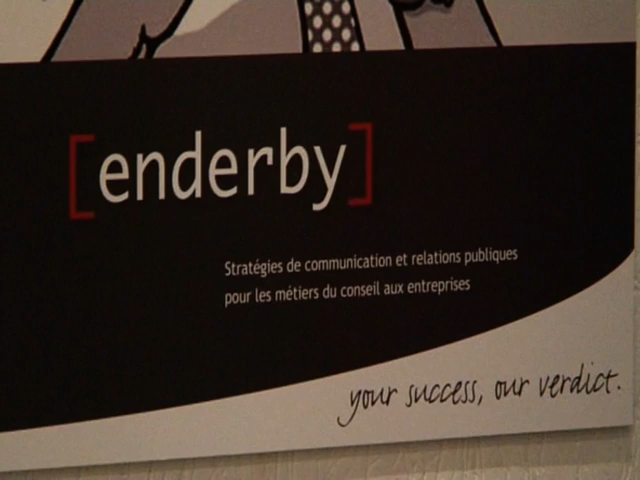 [enderby]
Stratégies de communication et relations publiques
pour les métiers du conseil aux entreprises
your success, our verdict.